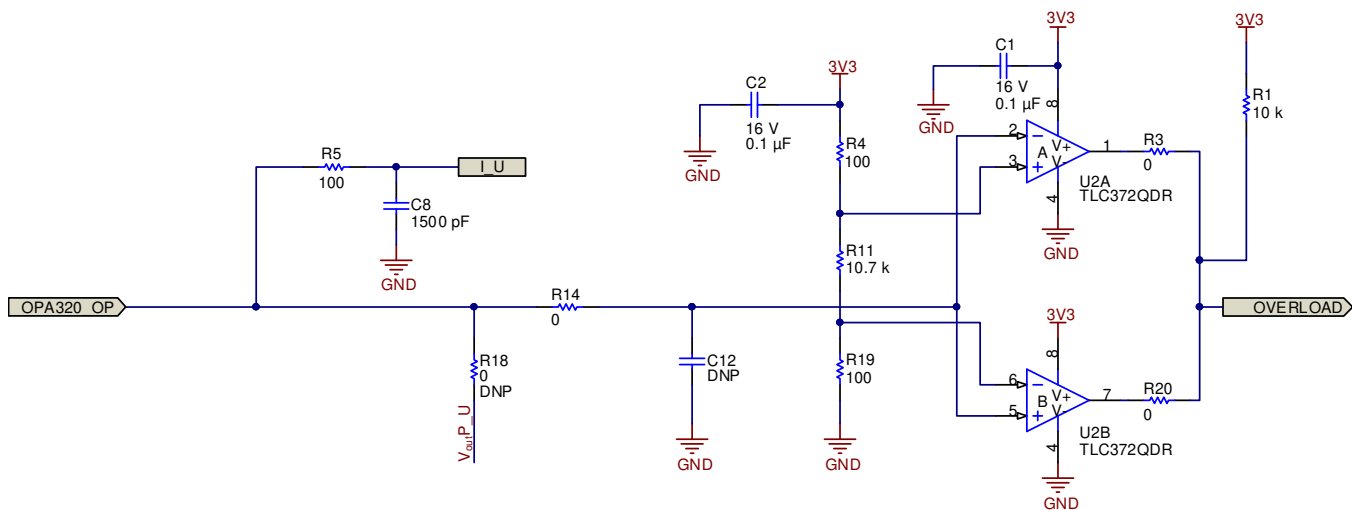 3V3
3V3
C1
16 V
0.1 µF
GND
8
3V3
C2
16 V
0.1 µF
GND
R1
10 k
R4
100
2
3
A
V+
V-
1
R3
0
4
U2A
TLC372QDR
GND
R5
100
I_U
C8
1500 pF
GND
R11
10.7 k
OPA320_OP
R14
0
OVERLOAD
3V3
8
R18
0
DNP
VoutP_U
C12
DNP
GND
R19
100
GND
6
5
B
V+
V-
7
R20
0
4
U2B
TLC372QDR
GND